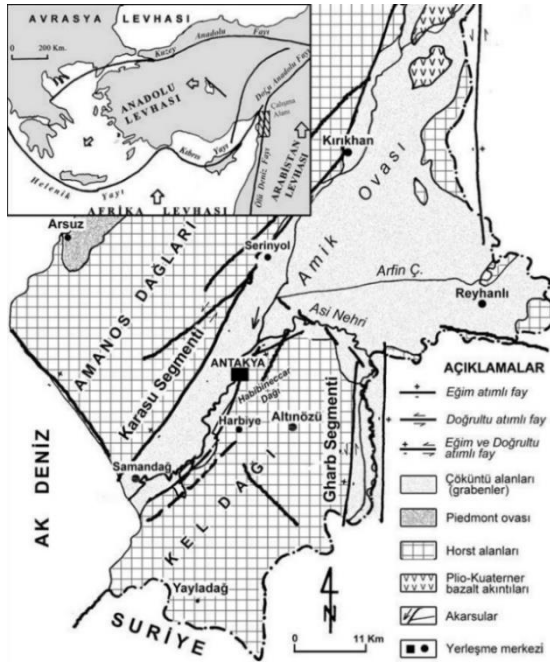 AVRASYA LEVHASI
0 200 Km.
Kuzey Anadolu Fayı
ANADOLU LEVHASI
Doğu Anadolu Fayı
Çalışma Alanı
Kıbrıs Yayı
Helenik Yayı
Ölü Deniz Fayı
ARABİSTAN LEVHASI
AFRİKA LEVHASI
Kırıkhan
Arsuz
Amik Ovası
Serinyol
Arfin Ç.
Reyhanlı
Asi Nehri
AMANOS DAĞLARI
Karasu Segmenti
ANTAKYA
Habibineccar Dağı
Harbiye
Altınözü
Gharb Segmenti
Samandağ
KEL DAĞI
AK DENİZ
Yayladağ
SURİYE
N
0 11 Km
AÇIKLAMALAR
Eğim atımlı fay
Doğrultu atımlı fay
Eğim ve Doğrultu
atımlı fay
Çöküntü alanları
(grabenler)
Piedmont ovası
Horst alanları
Plio-Kuaterner
bazalt akıntıları
Akarsular
Yerleşme merkezi